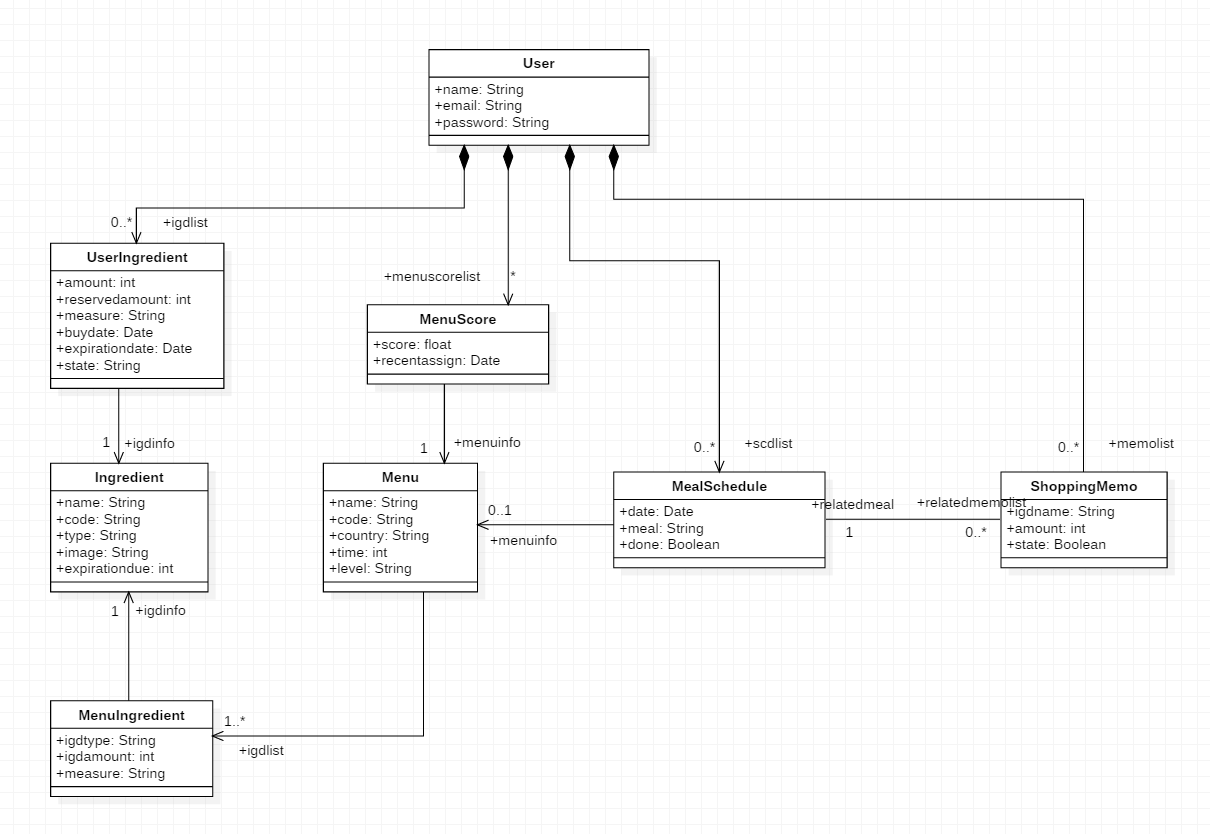 User
+name: String
+email: String
+password: String
0..*
+igdlist
UserIngredient
+amount: int
+reservedamount: int
+measure: String
+buydate: Date
+expirationdate: Date
+state: String
+menuscorelist
*
MenuScore
+score: float
+recentassign: Date
1
+igdinfo
1
+menuinfo
0..*
+scdlist
0..*
+memolist
Ingredient
+name: String
+code: String
+type: String
+image: String
+expirationdue: int
Menu
+name: String
+code: String
+country: String
+time: int
+level: String
0..1
+menuinfo
MealSchedule
+date: Date
+meal: String
+done: Boolean
+relatedmeal
1
+relatedmemolist
0..*
ShoppingMemo
+igdname: String
+amount: int
+state: Boolean
1
+igdinfo
MenuIngredient
+igdtype: String
+igdamount: int
+measure: String
1..*
+igdlist